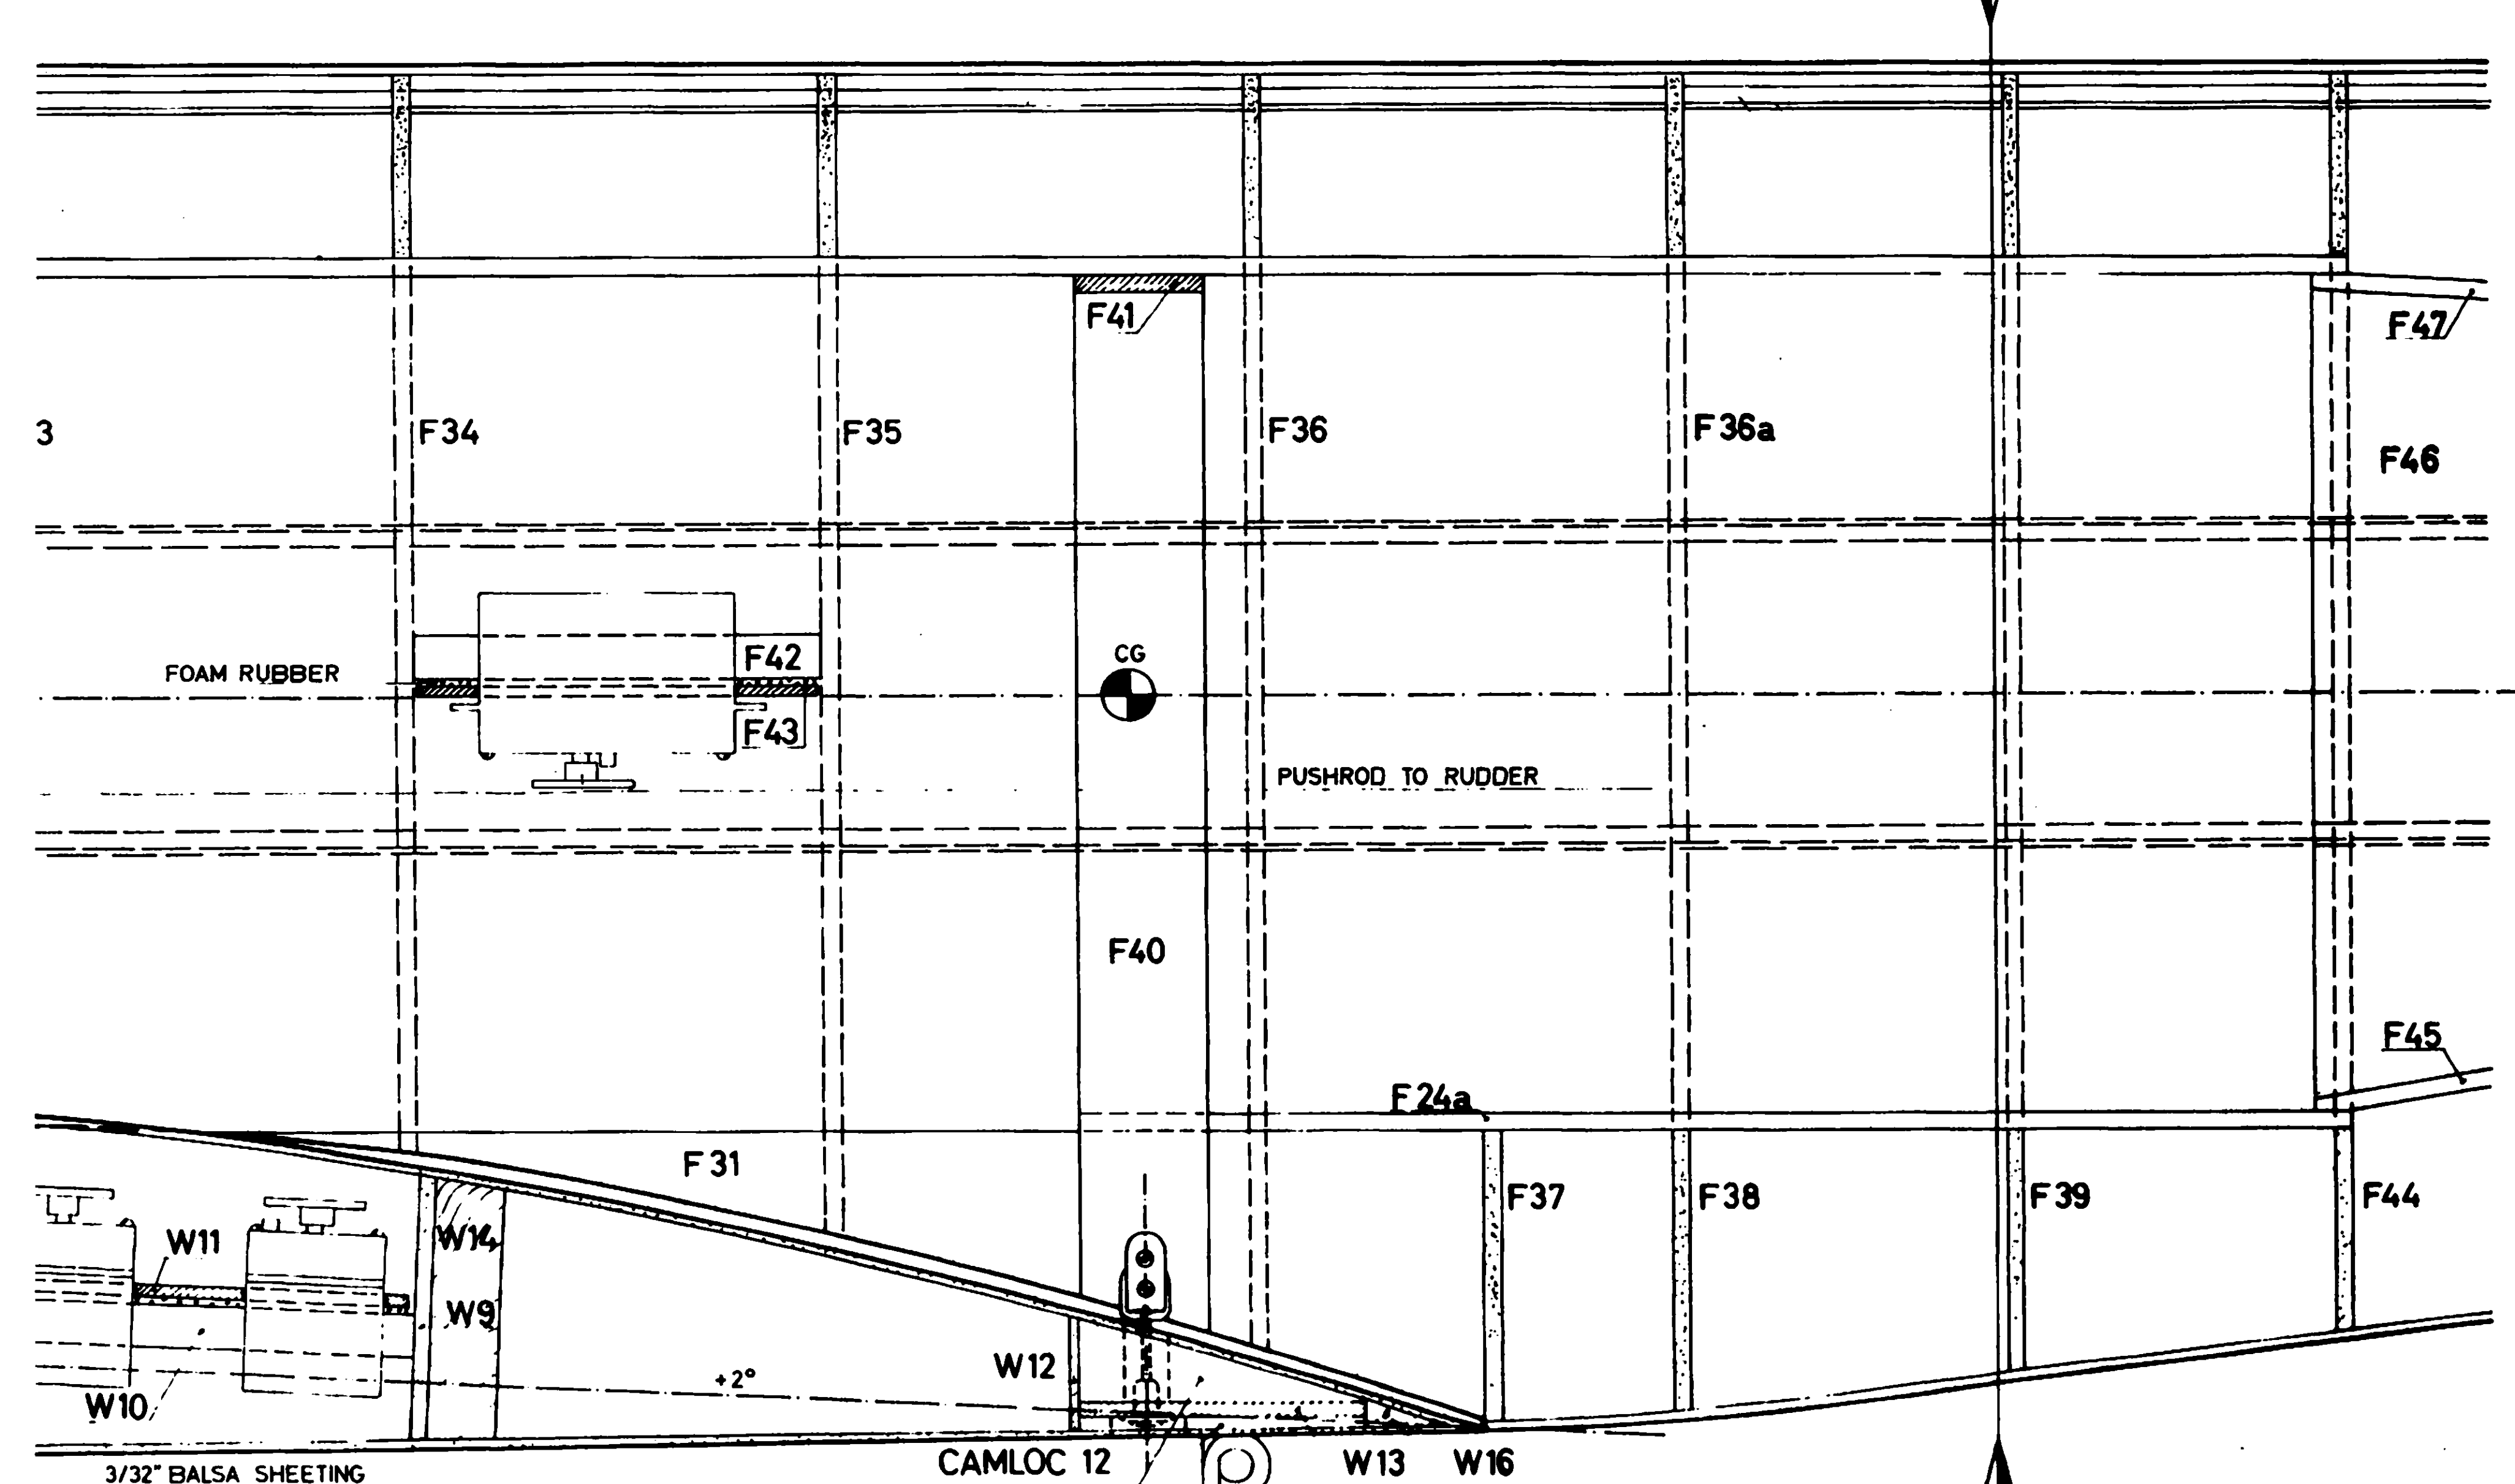 F41
F47
3
F34
F35
F36
F36a
F46
CG
FOAM RUBBER
F42
F43
PUSHROD TO RUDDER
F40
F45
F24a
F31
F37
F38
F39
F44
W11
W14
W9
W12
+2°
W10
CAMLOC 12
W13
W16
3/32" BALSA SHEETING